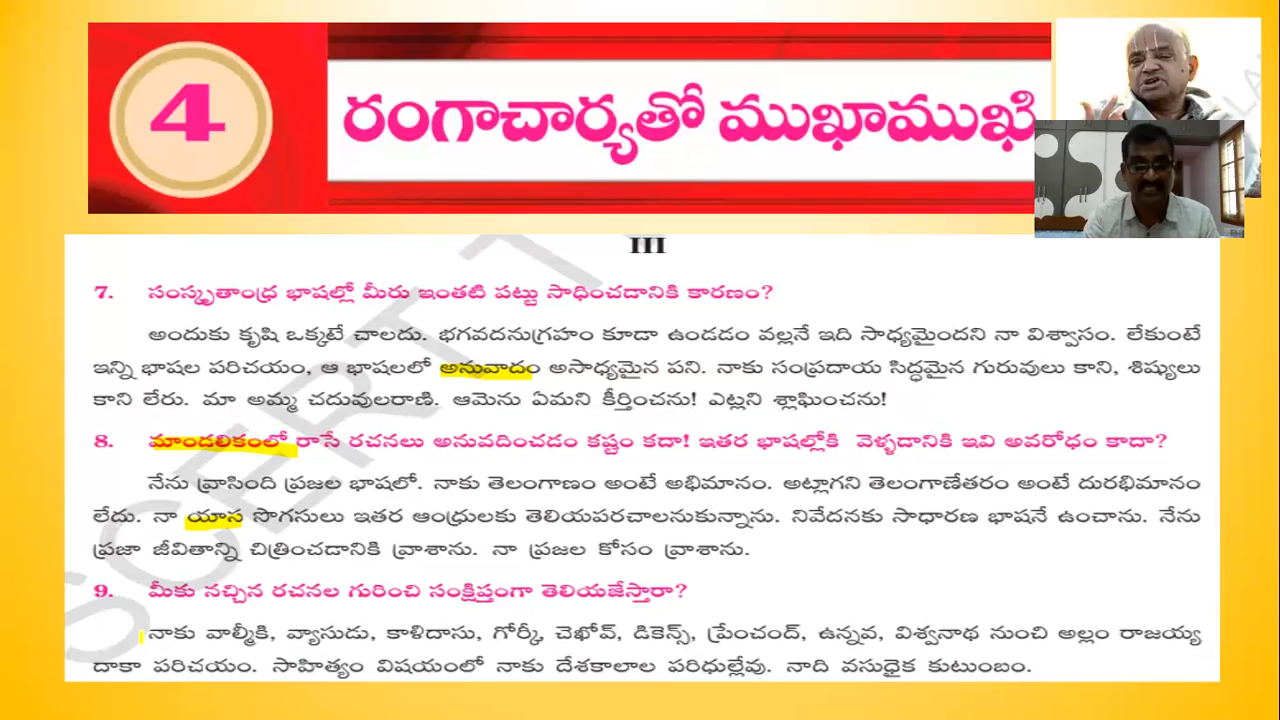 4
రంగాచార్యతో ముఖాముఖి
III
7. సంస్కృతాంధ్ర భాషల్లో మీరు ఇంతటి పట్టు సాధించడానికి కారణం?
అందుకు కృషి ఒక్కటే చాలదు. భగవదనుగ్రహం కూడా ఉండడం వల్లనే ఇది సాధ్యమైందని నా విశ్వాసం. లేకుంటే
ఇన్ని భాషల పరిచయం, ఆ భాషలలో అనువాదం అసాధ్యమైన పని. నాకు సంప్రదాయ సిద్ధమైన గురువులు కాని, శిష్యులు
కాని లేరు. మా అమ్మ చదువులరాణి. ఆమెను ఏమని కీర్తించను! ఎట్లని శ్లాఘించను!
8. మాండలికంలో రాసే రచనలు అనువదించడం కష్టం కదా! ఇతర భాషల్లోకి వెళ్ళడానికి ఇవి అవరోధం కాదా?
నేను వ్రాసింది ప్రజల భాషలో. నాకు తెలంగాణం అంటే అభిమానం. అట్లాగని తెలంగాణేతరం అంటే దురభిమానం
లేదు. నా యాస సొగసులు ఇతర ఆంధ్రులకు తెలియపరచాలనుకున్నాను. నివేదనకు సాధారణ భాషనే ఉంచాను. నేను
ప్రజా జీవితాన్ని చిత్రించడానికి వ్రాశాను. నా ప్రజల కోసం వ్రాశాను.
9. మీకు నచ్చిన రచనల గురించి సంక్షిప్తంగా తెలియజేస్తారా?
నాకు వాల్మీకి, వ్యాసుడు, కాళిదాసు, గోర్కీ, చెఖోవ్, డికెన్స్, ప్రేంచంద్, ఉన్నవ, విశ్వనాథ నుంచి అల్లం రాజయ్య
దాకా పరిచయం. సాహిత్యం విషయంలో నాకు దేశకాలాల పరిధుల్లేవు. నాది వసుధైక కుటుంబం.
SCERT